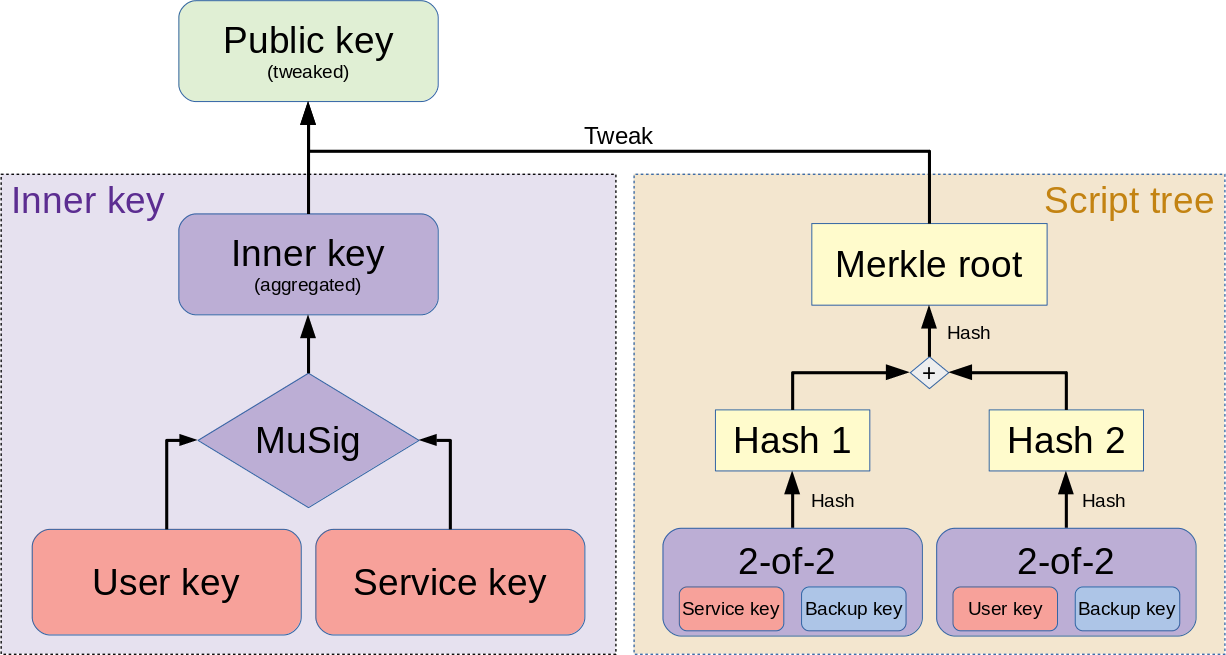 Public key
(tweaked)
Tweak
Inner key
Script tree
Inner key
(aggregated)
Merkle root
Hash
+
MuSig
Hash 1
Hash 2
Hash
Hash
User key
Service key
2-of-2
Service key
Backup key
2-of-2
User key
Backup key